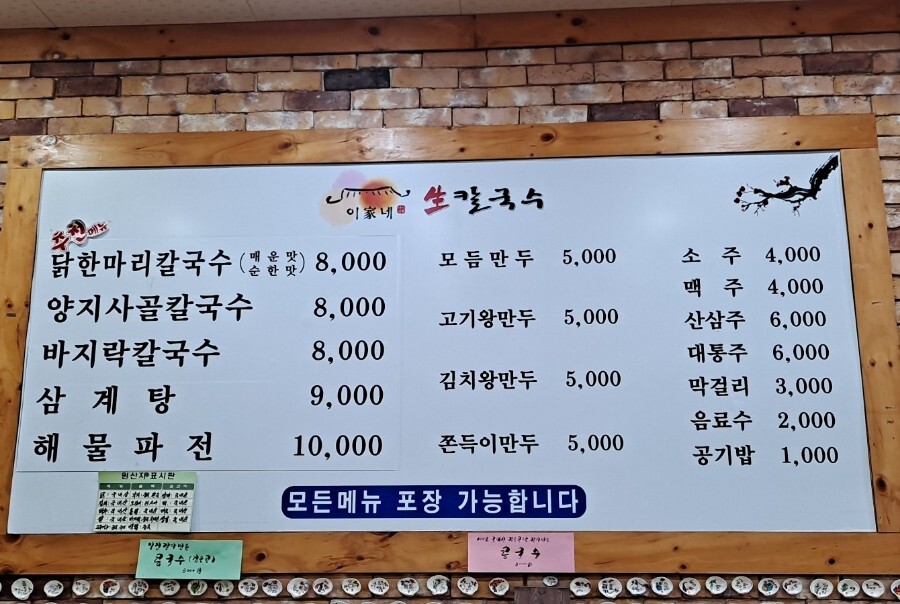 이家네 生칼국수
추천메뉴
닭한마리칼국수 (매운맛 순한맛) 8,000
양지사골칼국수 8,000
바지락칼국수 8,000
삼계탕 9,000
해물파전 10,000
모듬만두 5,000
고기왕만두 5,000
김치왕만두 5,000
쫀득이만두 5,000
소주 4,000
맥주 4,000
산삼주 6,000
대통주 6,000
막걸리 3,000
음료수 2,000
공기밥 1,000
모든메뉴 포장 가능합니다
원산지표시판
콩국수
콩국수